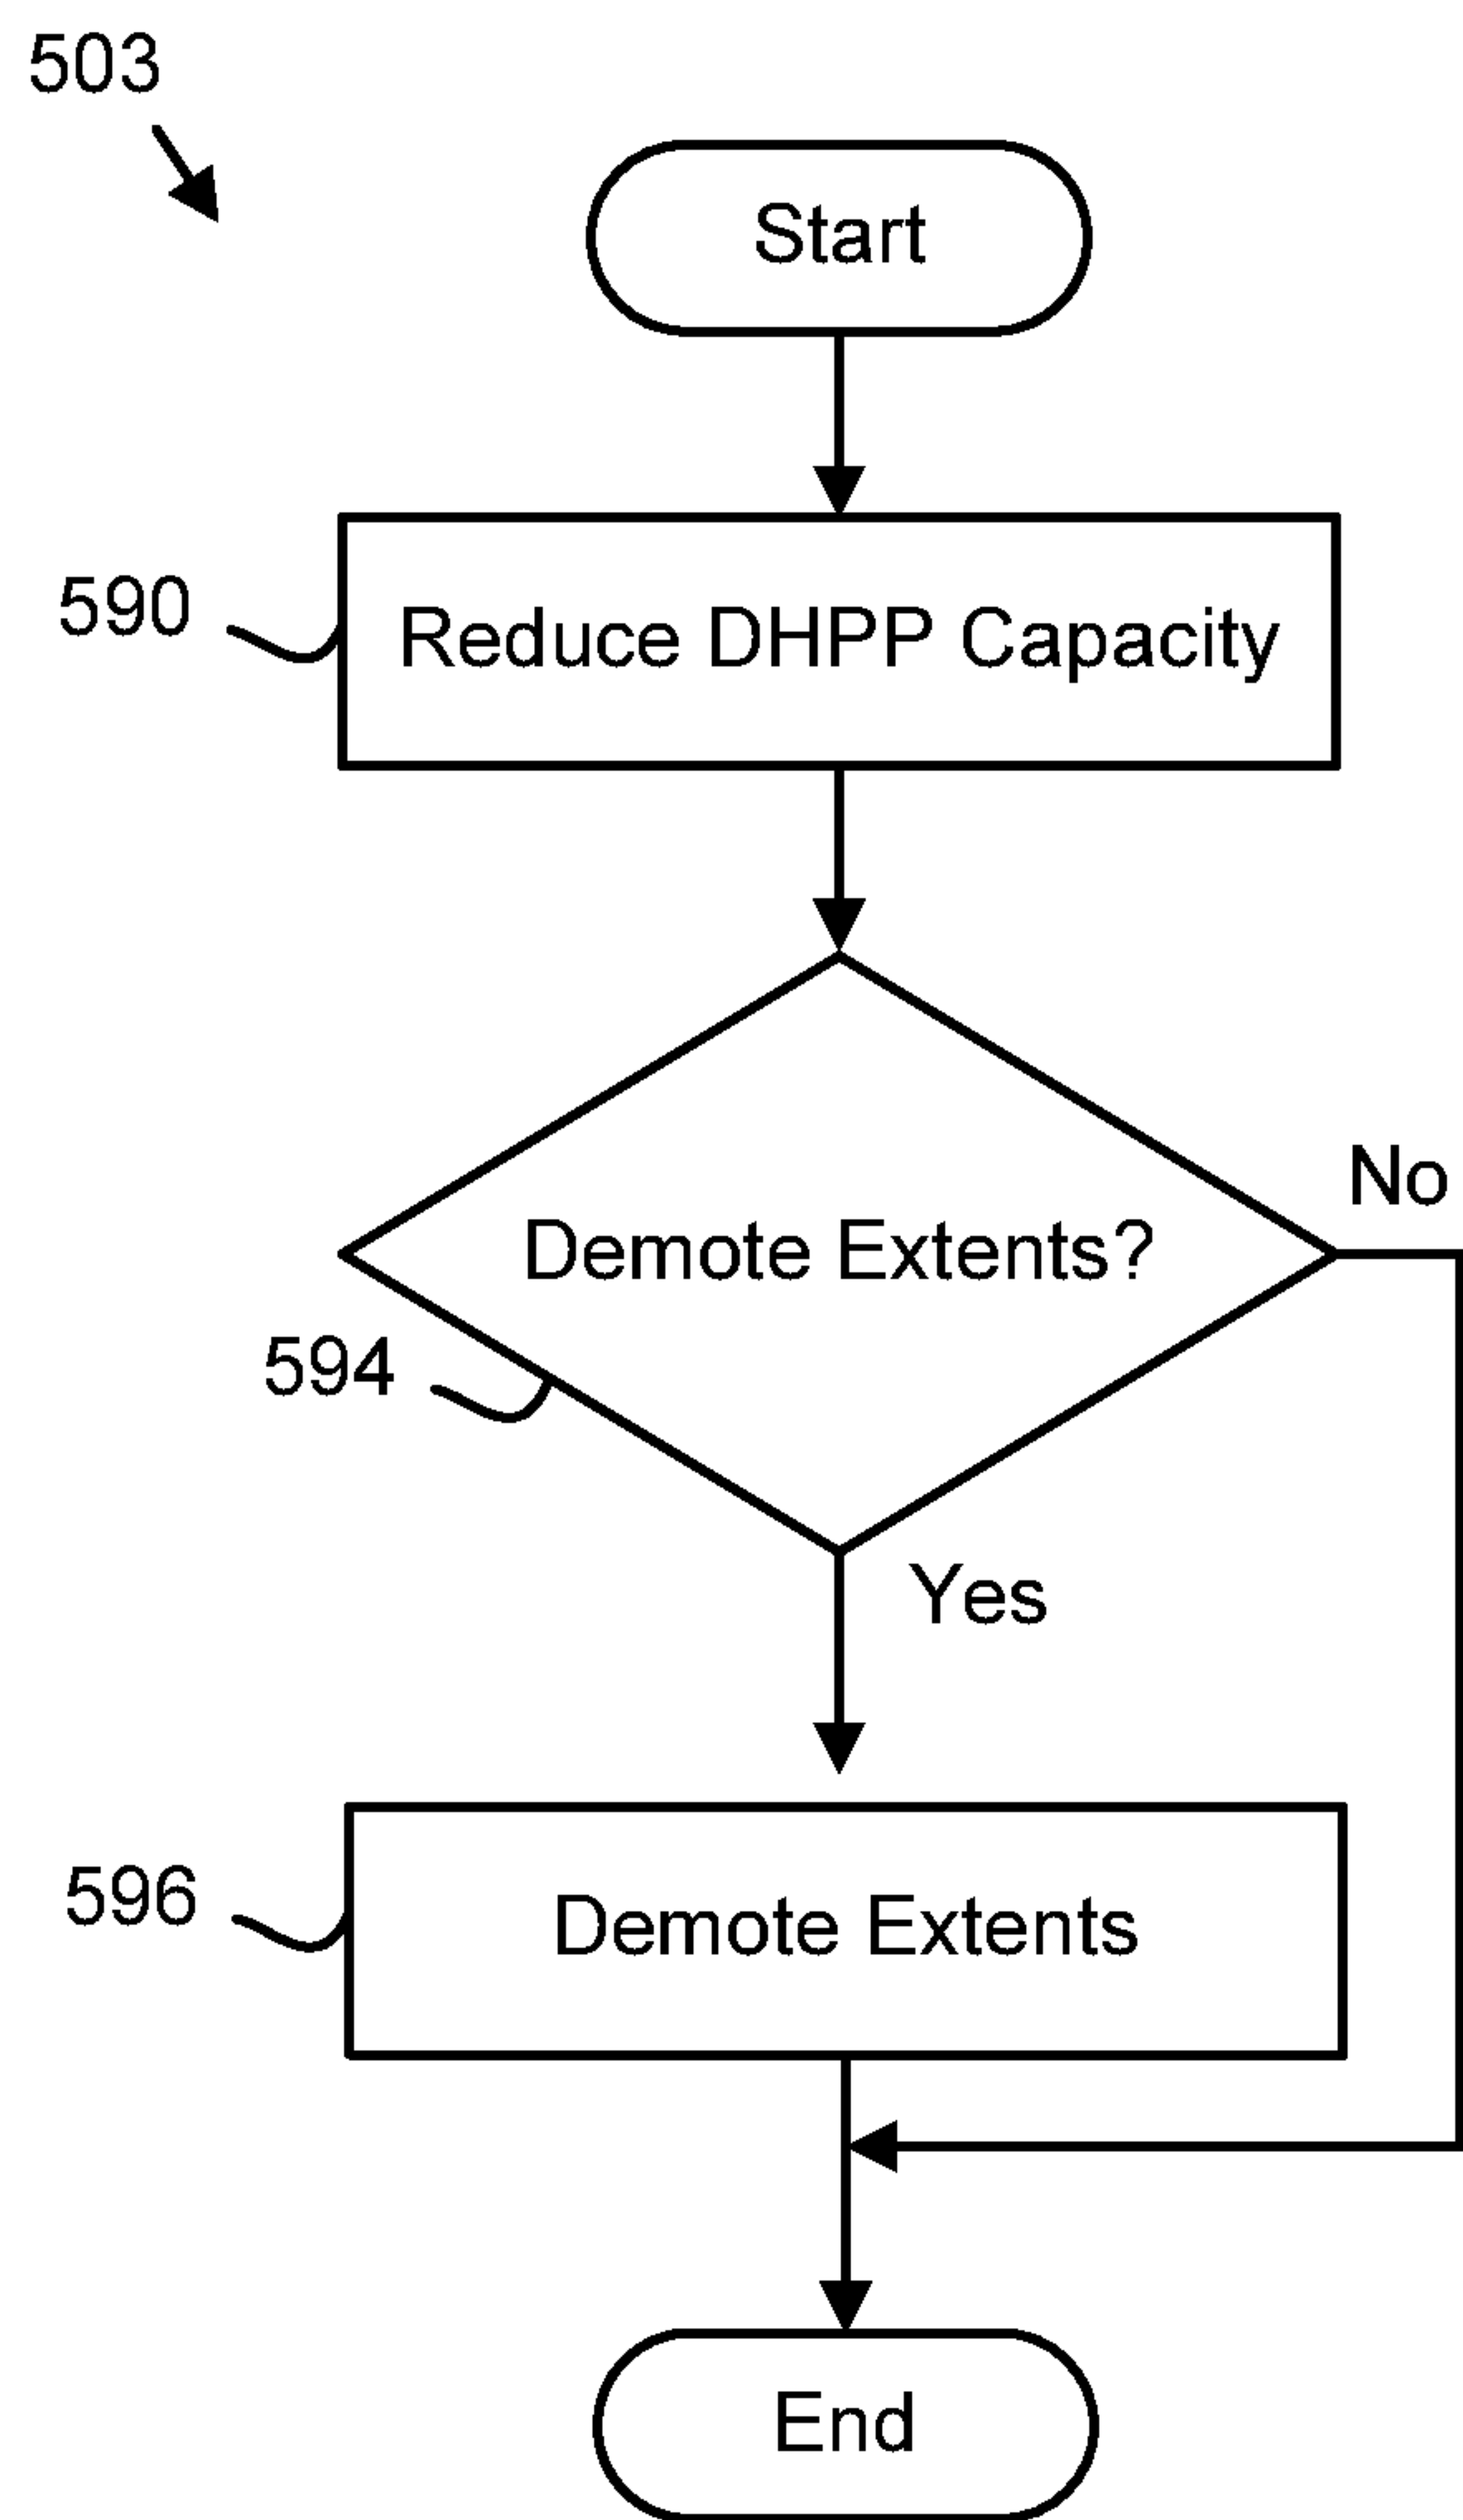 503
Start
590
Reduce DHPP Capacity
No
Demote Extents?
594
Yes
596
Demote Extents
End